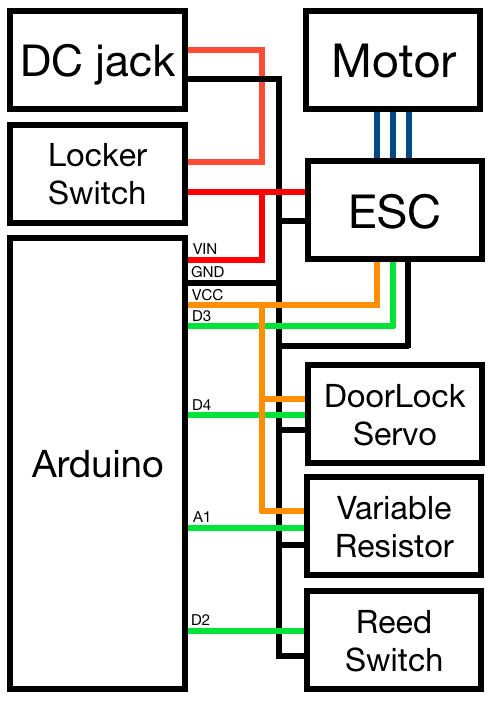 DC jack
Motor
Locker
Switch
ESC
VIN
GND
VCC
D3
DoorLock
Servo
D4
Arduino
Variable
Resistor
A1
Reed
Switch
D2